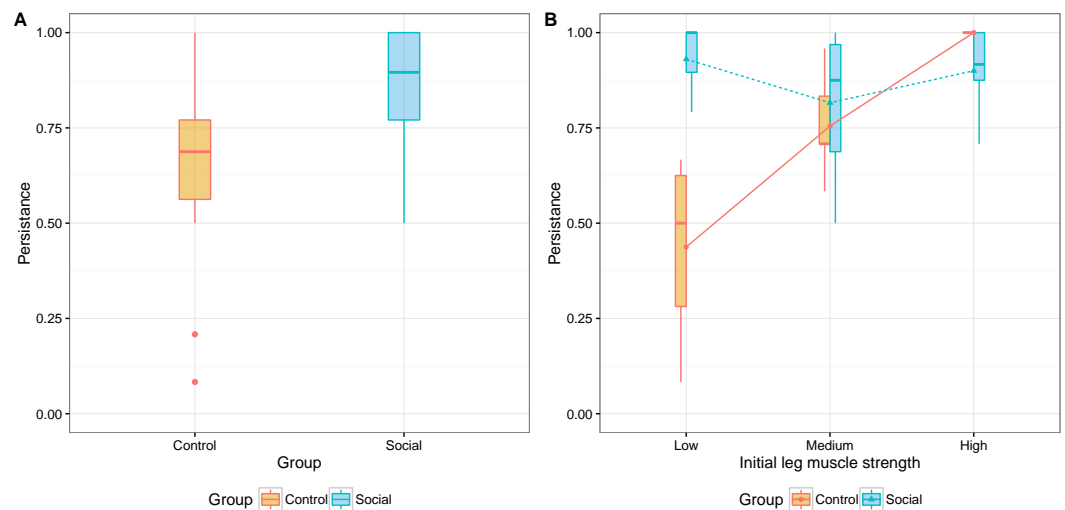 A
Persistance
1.00
0.75
0.50
0.25
0.00
Control Social
Group
Group Control Social
B
Persistance
1.00
0.75
0.50
0.25
0.00
Low Medium High
Initial leg muscle strength
Group Control Social